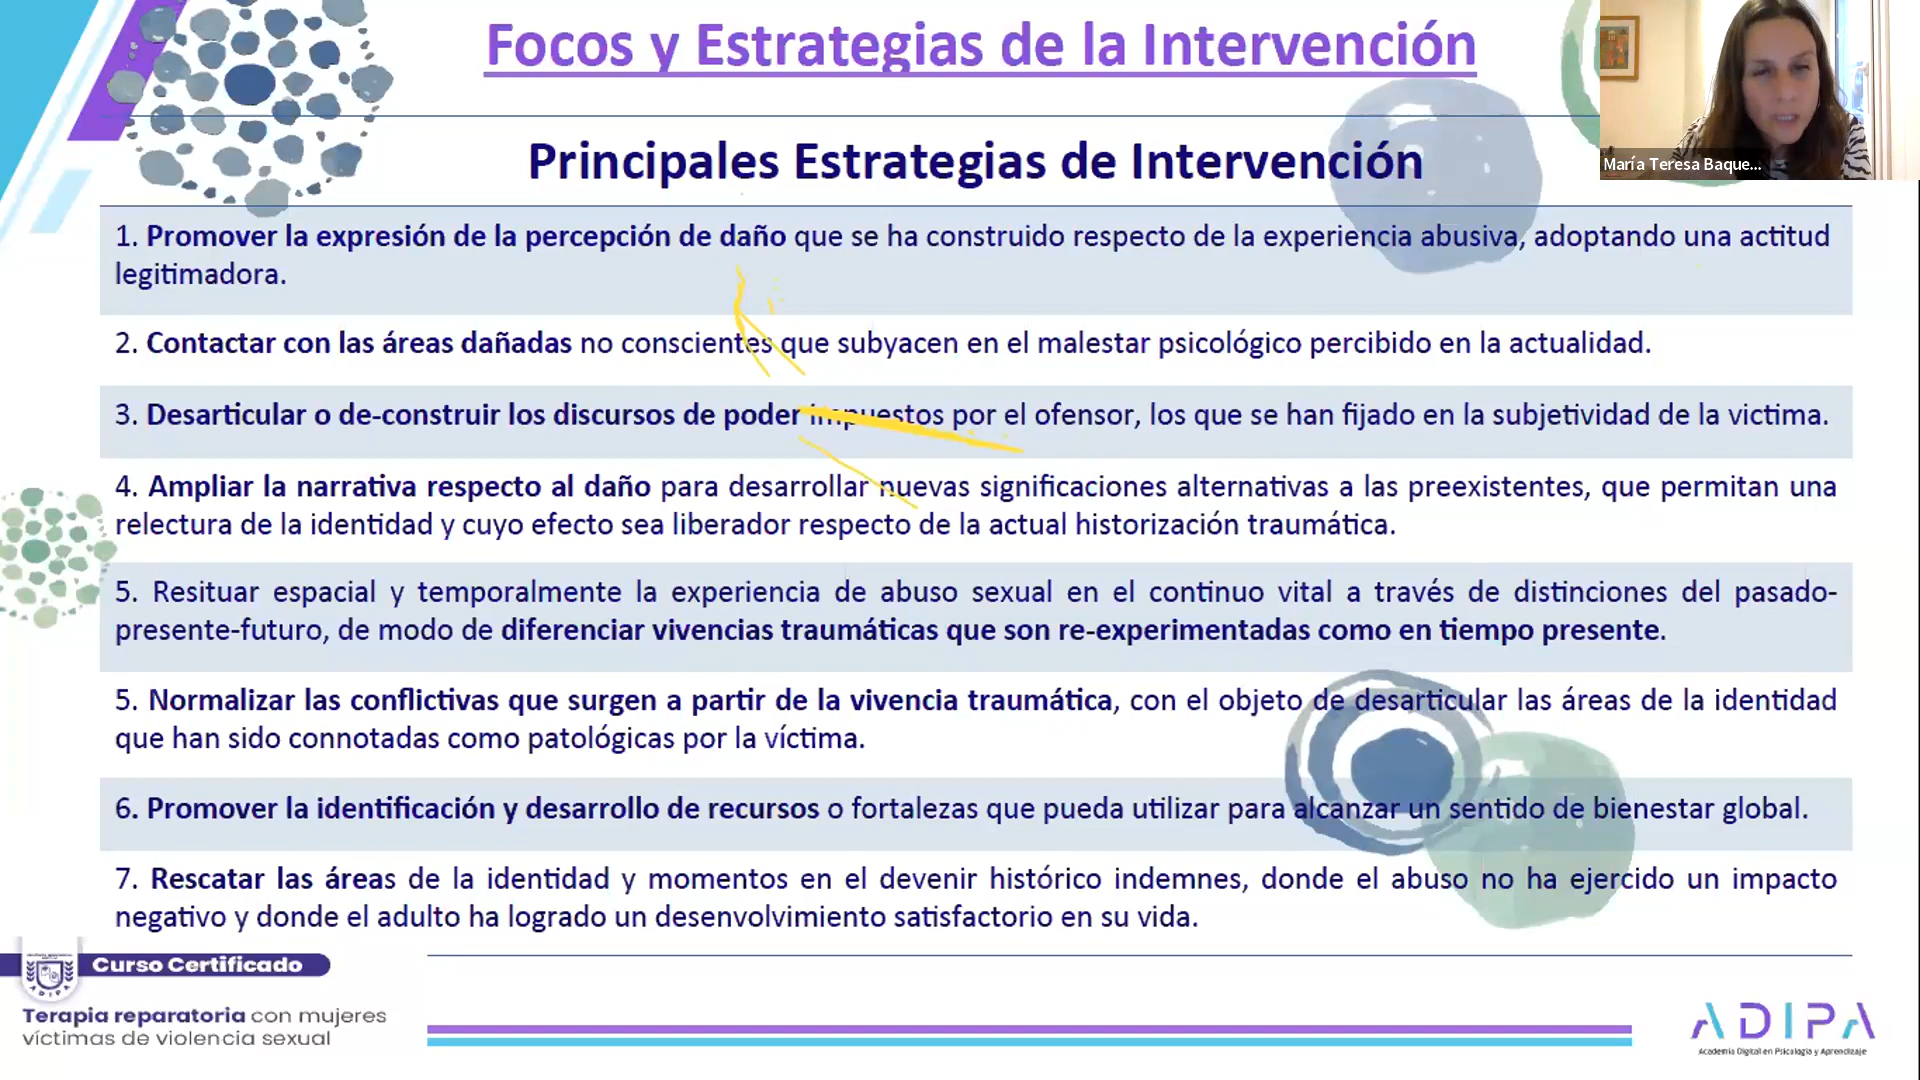 Focos y Estrategias de la Intervención
María Teresa Baque...
Principales Estrategias de Intervención
1. Promover la expresión de la percepción de daño que se ha construido respecto de la experiencia abusiva, adoptando una actitud
legitimadora.
2. Contactar con las áreas dañadas no conscientes que subyacen en el malestar psicológico percibido en la actualidad.
3. Desarticular o de-construir los discursos de poder impuestos por el ofensor, los que se han fijado en la subjetividad de la victima.
4. Ampliar la narrativa respecto al daño para desarrollar nuevas significaciones alternativas a las preexistentes, que permitan una
relectura de la identidad y cuyo efecto sea liberador respecto de la actual historización traumática.
5. Resituar espacial y temporalmente la experiencia de abuso sexual en el continuo vital a través de distinciones del pasado-
presente-futuro, de modo de diferenciar vivencias traumáticas que son re-experimentadas como en tiempo presente.
5. Normalizar las conflictivas que surgen a partir de la vivencia traumática, con el objeto de desarticular las áreas de la identidad
que han sido connotadas como patológicas por la víctima.
6. Promover la identificación y desarrollo de recursos o fortalezas que pueda utilizar para alcanzar un sentido de bienestar global.
7. Rescatar las áreas de la identidad y momentos en el devenir histórico indemnes, donde el abuso no ha ejercido un impacto
negativo y donde el adulto ha logrado un desenvolvimiento satisfactorio en su vida.
ADIPA
Curso Certificado
Terapia reparatoria con mujeres
víctimas de violencia sexual
ADIPA
Academia Digital en Psicología y Aprendizaje